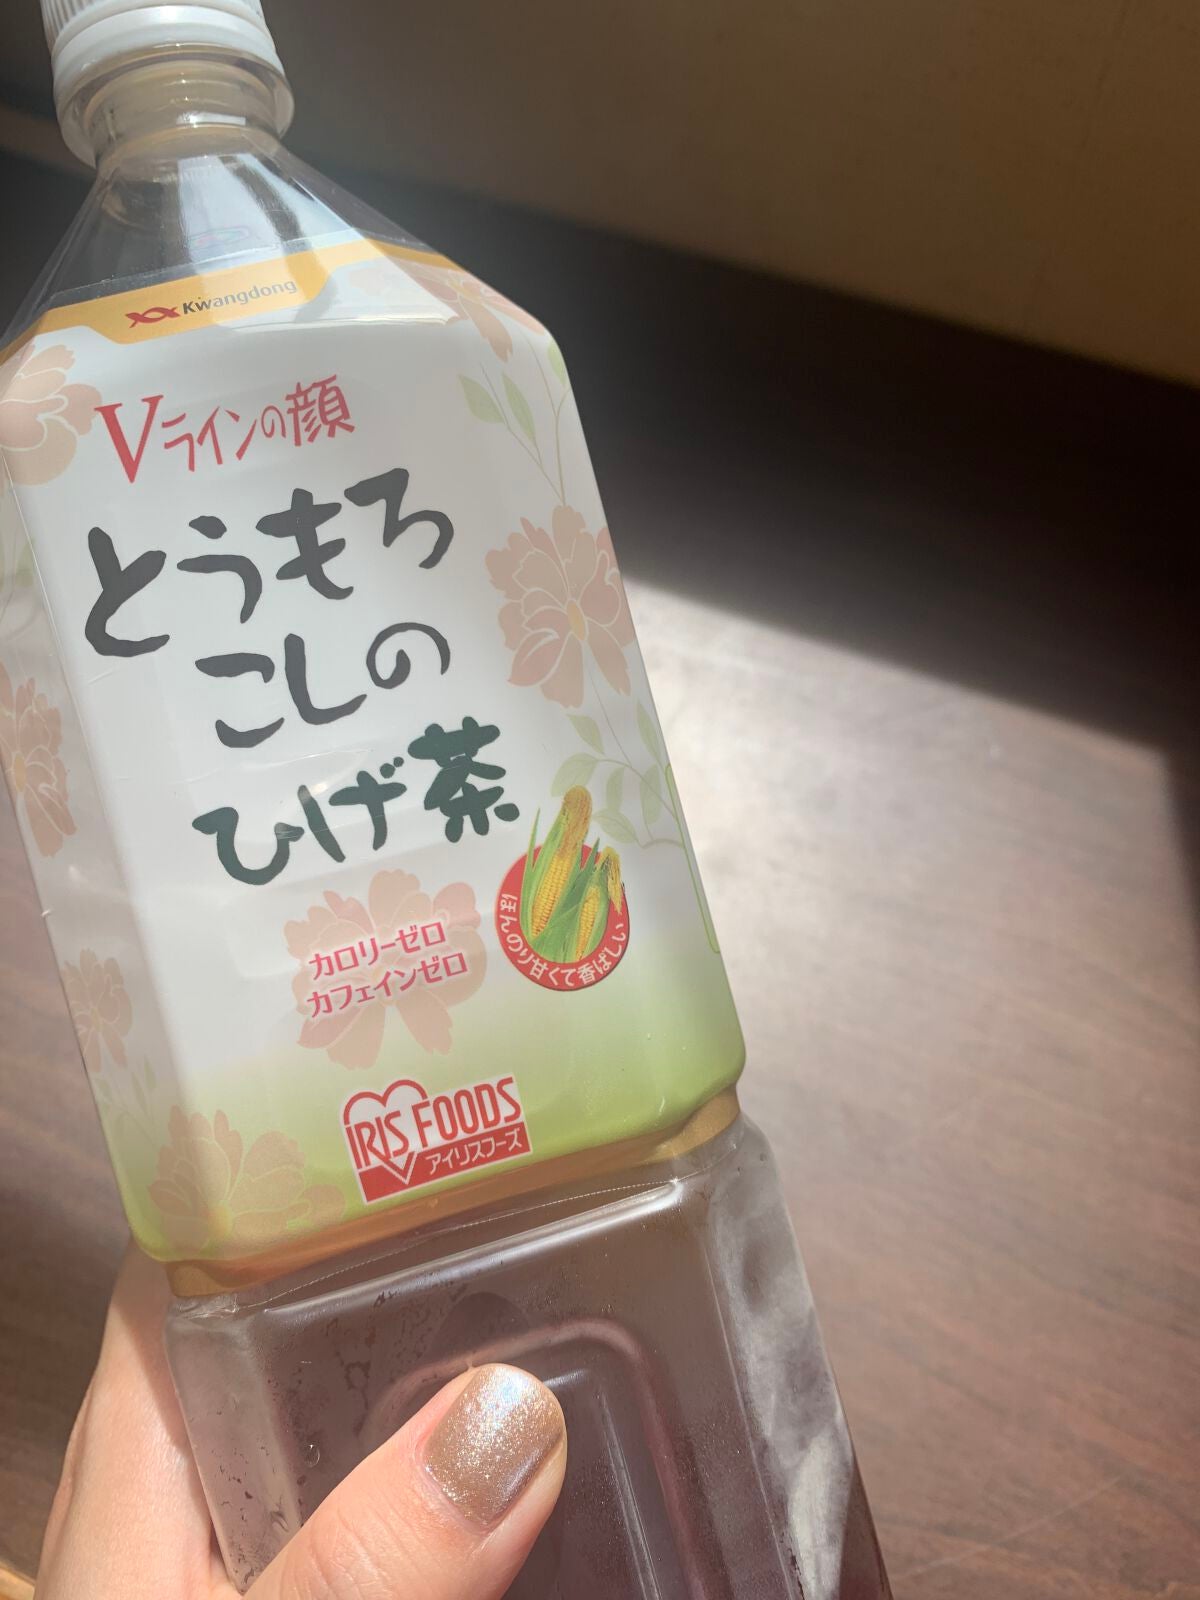 Kwangdong
Vラインの顔
とうもろ
こしの
ひげ茶
カロリーゼロ
カフェインゼロ
ほんのり甘くて香ばしい
IRIS FOODS
アイリスフーズ